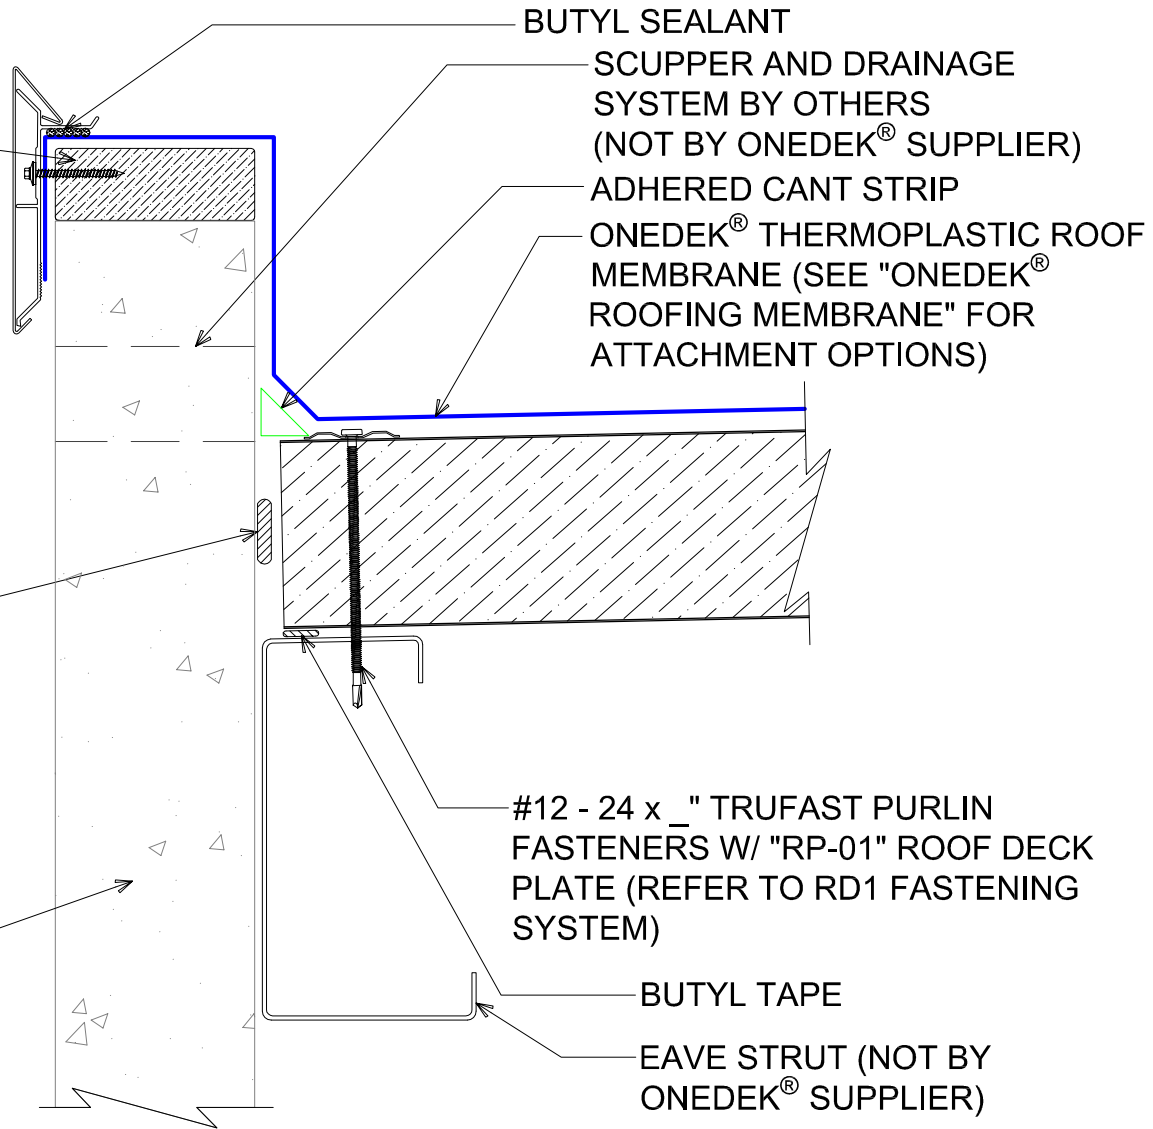 BUTYL SEALANT
SCUPPER AND DRAINAGE
SYSTEM BY OTHERS
(NOT BY ONEDEK® SUPPLIER)
ADHERED CANT STRIP
ONEDEK® THERMOPLASTIC ROOF
MEMBRANE (SEE "ONEDEK®
ROOFING MEMBRANE" FOR
ATTACHMENT OPTIONS)
#12 - 24 x _" TRUFAST PURLIN
FASTENERS W/ "RP-01" ROOF DECK
PLATE (REFER TO RD1 FASTENING
SYSTEM)
BUTYL TAPE
EAVE STRUT (NOT BY
ONEDEK® SUPPLIER)